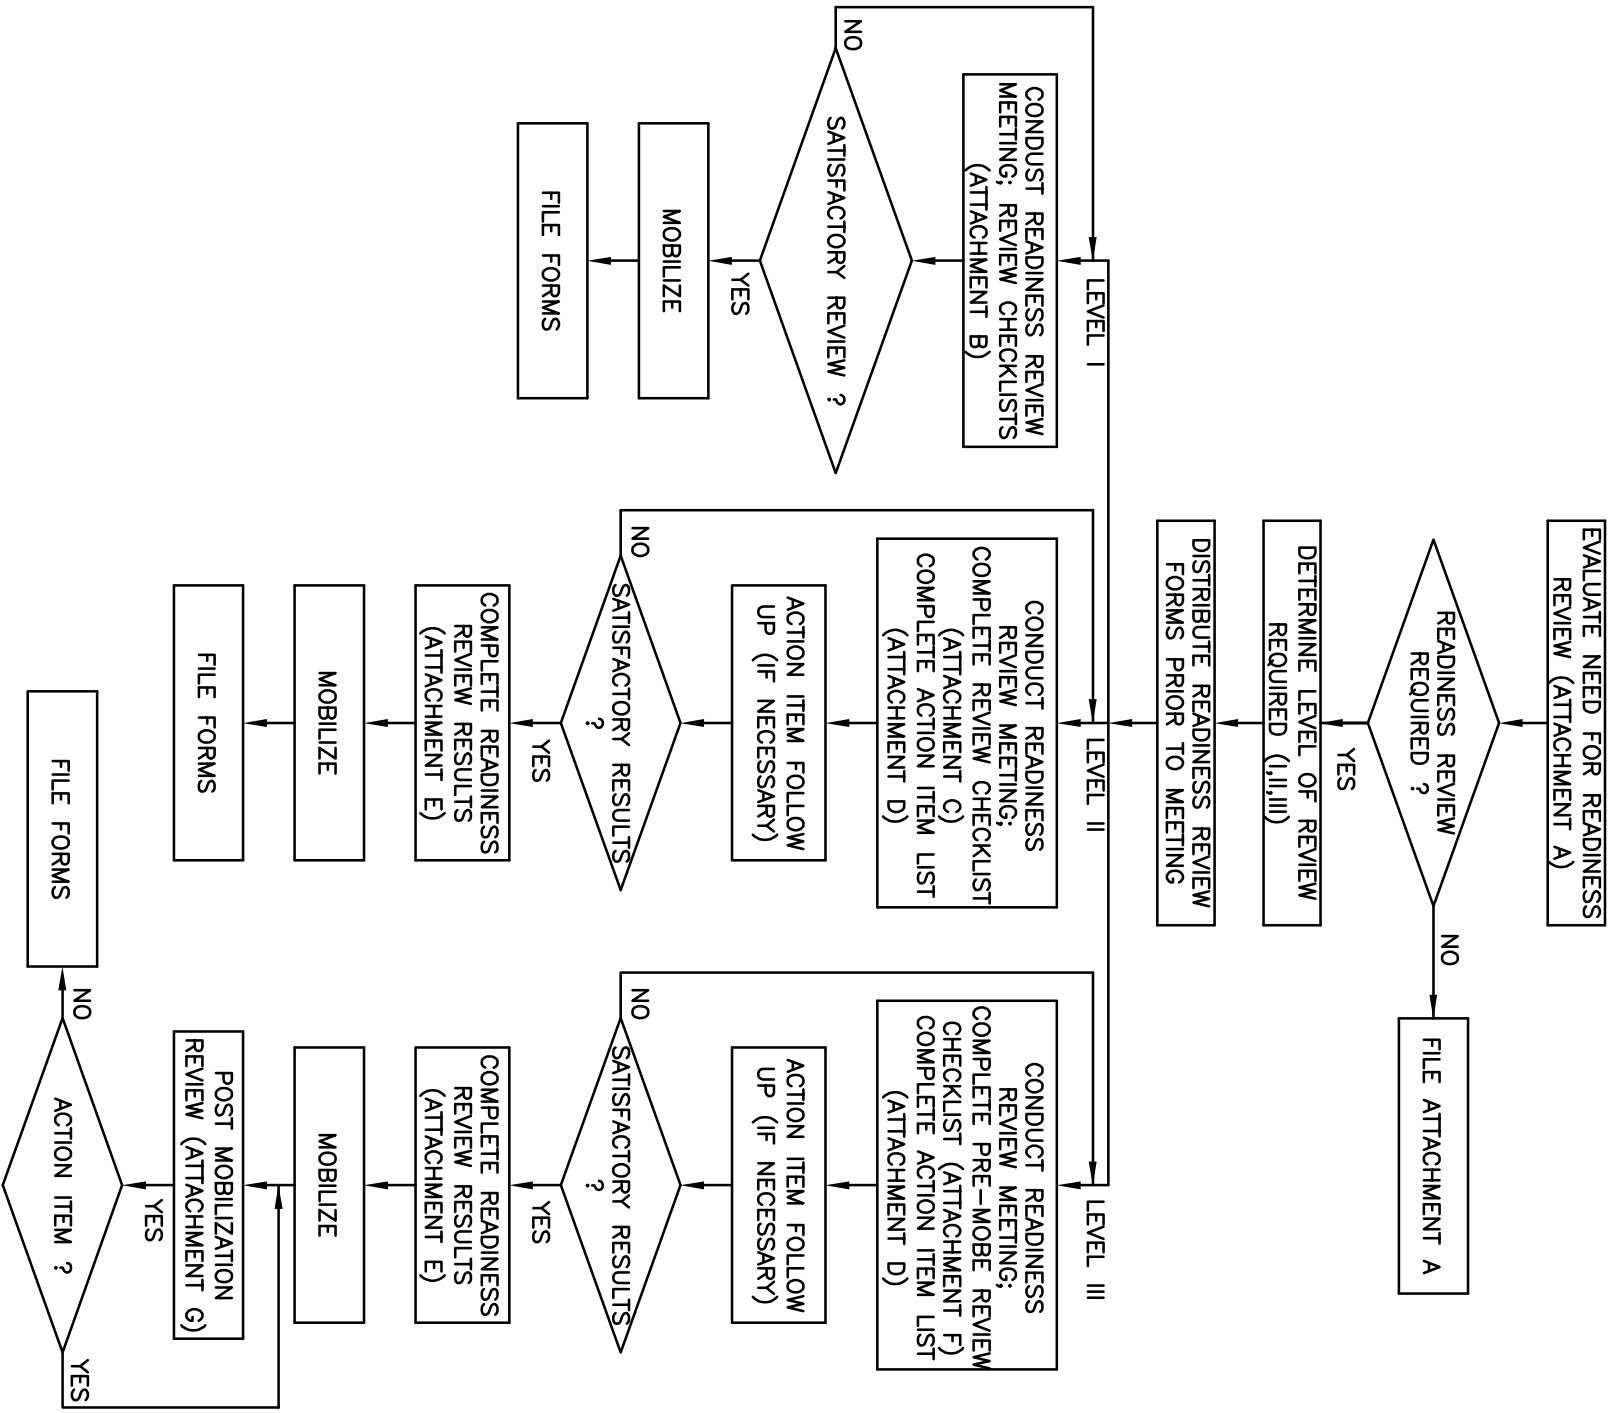 EVALUATE NEED FOR READINESS
REVIEW (ATTACHMENT A)
READINESS REVIEW
REQUIRED ?
NO
FILE ATTACHMENT A
YES
DETERMINE LEVEL OF REVIEW
REQUIRED (I,II,III)
DISTRIBUTE READINESS REVIEW
FORMS PRIOR TO MEETING
LEVEL I
CONDUST READINESS REVIEW
MEETING; REVIEW CHECKLISTS
(ATTACHMENT B)
NO
SATISFACTORY REVIEW ?
YES
MOBILIZE
FILE FORMS
LEVEL II
CONDUCT READINESS
REVIEW MEETING;
COMPLETE REVIEW CHECKLIST
(ATTACHMENT C)
COMPLETE ACTION ITEM LIST
(ATTACHMENT D)
ACTION ITEM FOLLOW
UP (IF NECESSARY)
NO
SATISFACTORY RESULTS
?
YES
COMPLETE READINESS
REVIEW RESULTS
(ATTACHMENT E)
MOBILIZE
FILE FORMS
LEVEL III
CONDUCT READINESS
REVIEW MEETING;
COMPLETE PRE-MOBE REVIEW
CHECKLIST (ATTACHMENT F)
COMPLETE ACTION ITEM LIST
(ATTACHMENT D)
ACTION ITEM FOLLOW
UP (IF NECESSARY)
NO
SATISFACTORY RESULTS
?
YES
COMPLETE READINESS
REVIEW RESULTS
(ATTACHMENT E)
MOBILIZE
POST MOBILIZATION
REVIEW (ATTACHMENT G)
YES
ACTION ITEM ?
NO
YES
FILE FORMS